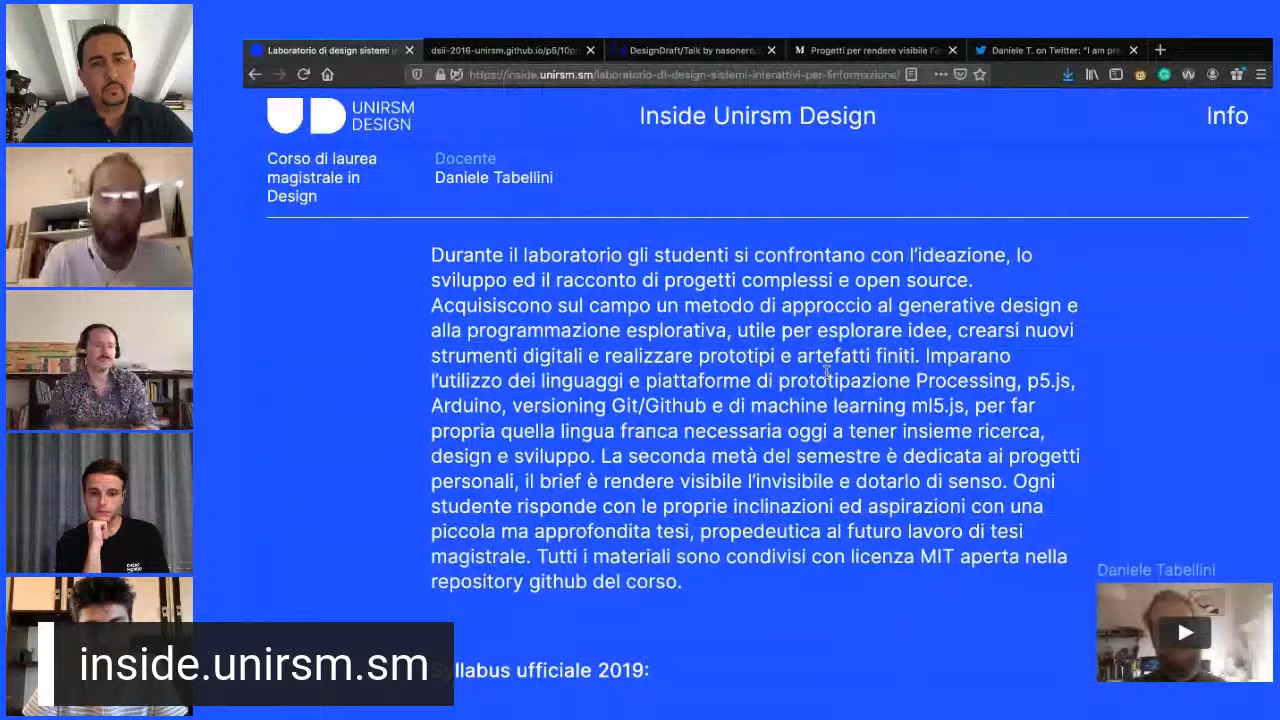 Laboratorio di design sistemi i
dsii-2016-unirsm.github.io/p5/10pr
DesignDraft/Talk by nasonero.
Progetti per rendere visibile l'i
Daniele T. on Twitter: "I am pre
https://inside.unirsm.sm/laboratorio-di-design-sistemi-interattivi-per-linformazione/
UNIRSM
DESIGN
Inside Unirsm Design
Info
Corso di laurea
magistrale in
Design
Docente
Daniele Tabellini
Durante il laboratorio gli studenti si confrontano con l'ideazione, lo
sviluppo ed il racconto di progetti complessi e open source.
Acquisiscono sul campo un metodo di approccio al generative design e
alla programmazione esplorativa, utile per esplorare idee, crearsi nuovi
strumenti digitali e realizzare prototipi e artefatti finiti. Imparano
l'utilizzo dei linguaggi e piattaforme di prototipazione Processing, p5.js,
Arduino, versioning Git/Github e di machine learning ml5.js, per far
propria quella lingua franca necessaria oggi a tener insieme ricerca,
design e sviluppo. La seconda metà del semestre è dedicata ai progetti
personali, il brief è rendere visibile l'invisibile e dotarlo di senso. Ogni
studente risponde con le proprie inclinazioni ed aspirazioni con una
piccola ma approfondita tesi, propedeutica al futuro lavoro di tesi
magistrale. Tutti i materiali sono condivisi con licenza MIT aperta nella
repository github del corso.
Daniele Tabellini
inside.unirsm.sm
Syllabus ufficiale 2019: